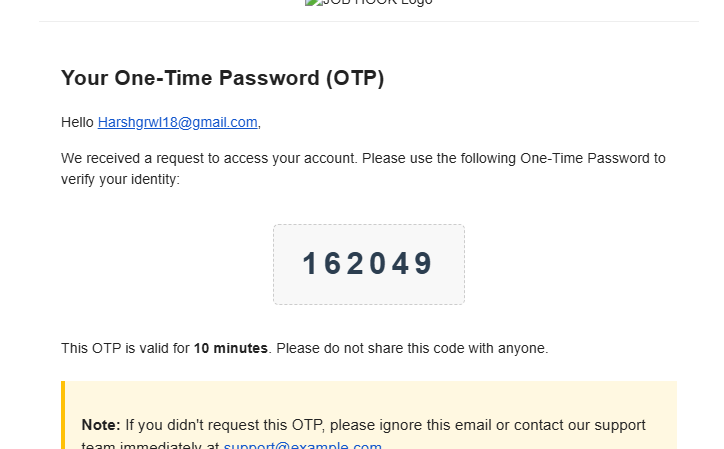 JOB HOOK Logo
Your One-Time Password (OTP)
Hello Harshgrwl18@gmail.com,
We received a request to access your account. Please use the following One-Time Password to
verify your identity:
162049
This OTP is valid for 10 minutes. Please do not share this code with anyone.
Note: If you didn't request this OTP, please ignore this email or contact our support
team immediately at support@example.com